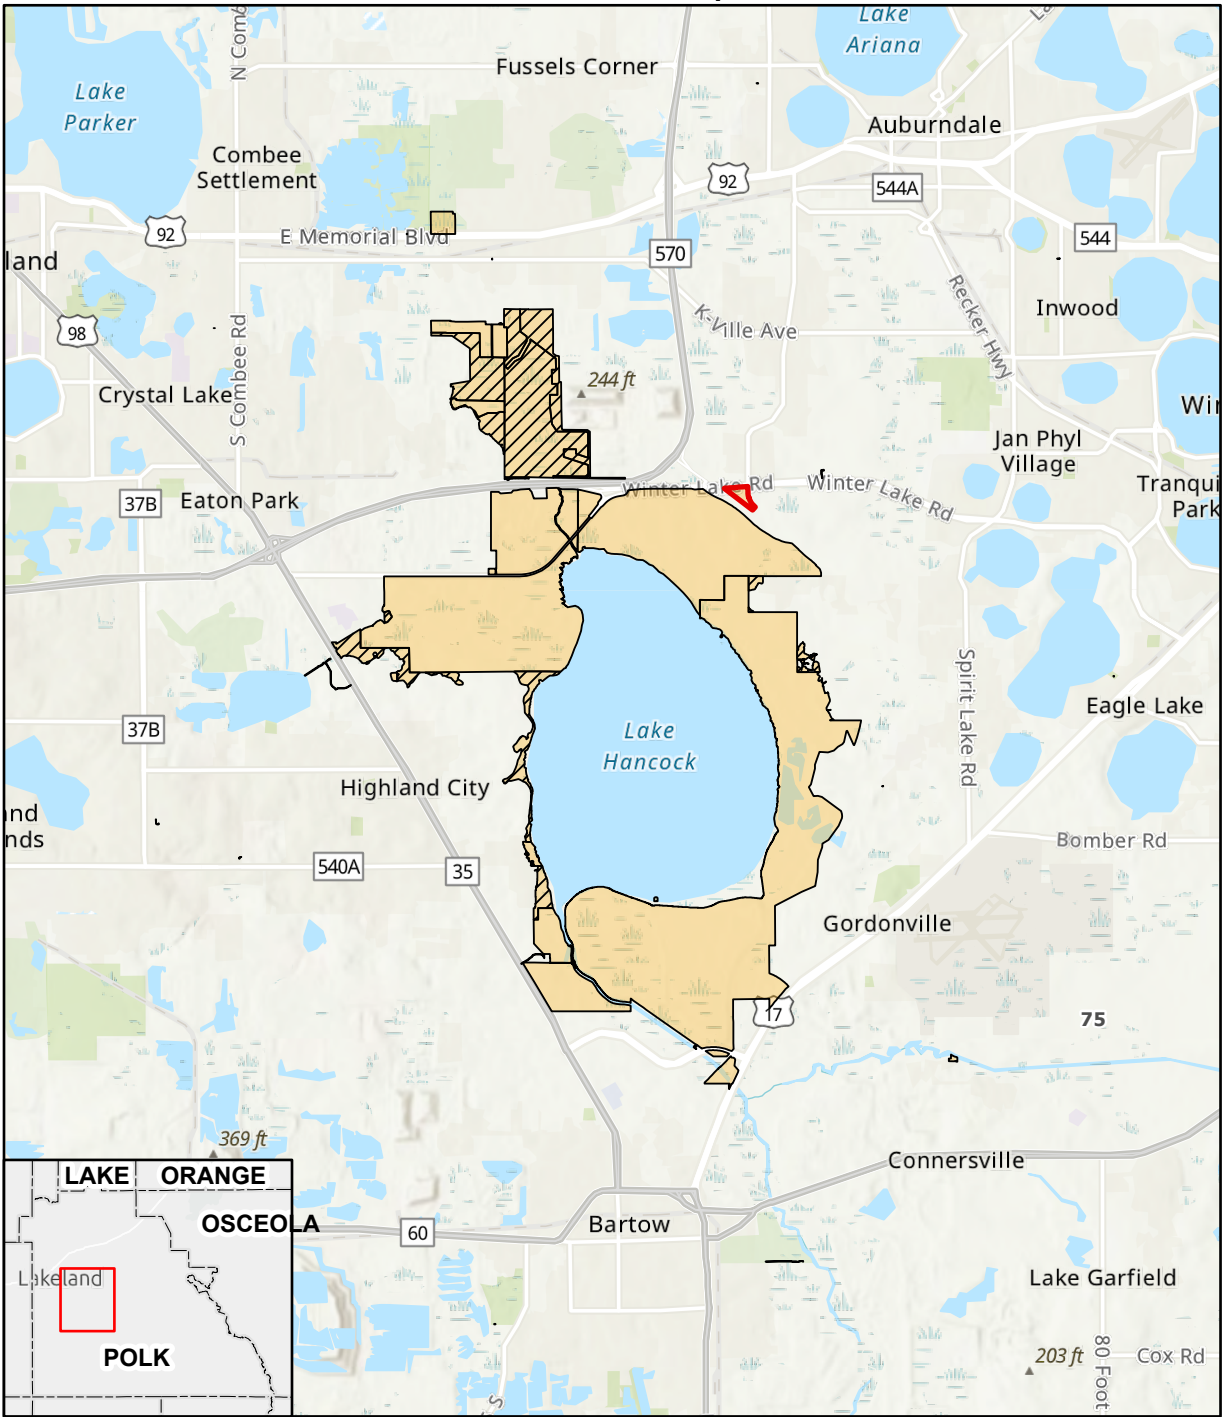 Lake
Ariana
N Comb
Fussels Corner
Lake
Parker
Auburndale
Combee
Settlement
92
544A
92
E Memorial Blvd
544
570
land
Recker Hwy
Inwood
K-Ville Ave
98
S Combee Rd
244 ft
Crystal Lake
Jan Phyl
Village
Winter Lake Rd
Winter Lake Rd
Tranqui
Park
37B
Eaton Park
Spirit Lake Rd
Eagle Lake
Lake
Hancock
37B
Highland City
nds
Bomber Rd
540A
35
Gordonville
17
75
369 ft
Connersville
LAKE
ORANGE
OSCEOLA
Bartow
60
Lakeland
Lake Garfield
POLK
203 ft
80 Foot
Cox Rd
S